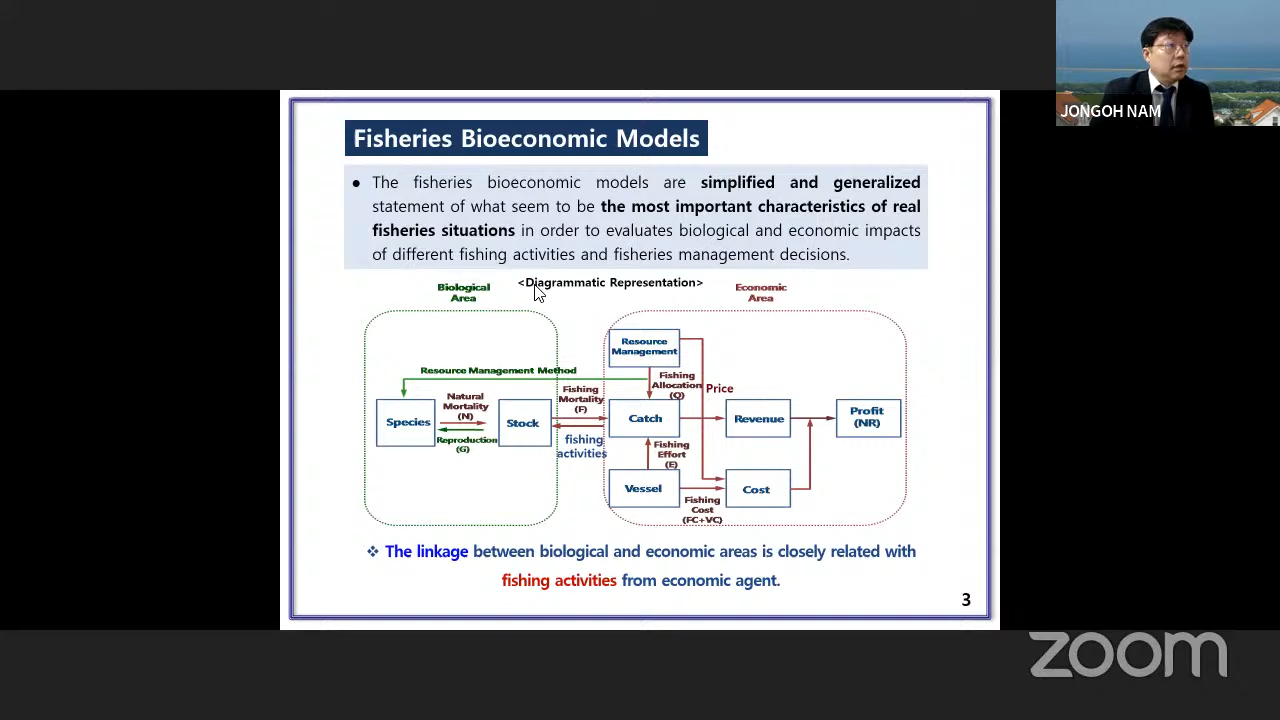 JONGOH NAM
Fisheries Bioeconomic Models
● The fisheries bioeconomic models are simplified and generalized
statement of what seem to be the most important characteristics of real
fisheries situations in order to evaluates biological and economic impacts
of different fishing activities and fisheries management decisions.
<Diagrammatic Representation>
Biological
Area
Economic
Area
Resource
Management
Resource Management Method
Fishing
Allocation
(Q)
Price
Natural
Mortality
(N)
Fishing
Mortality
(F)
Species
Stock
Catch
Revenue
Profit
(NR)
Reproduction
(G)
fishing
activities
Fishing
Effort
(E)
Vessel
Cost
Fishing
Cost
(FC+VC)
❖ The linkage between biological and economic areas is closely related with
fishing activities from economic agent.
3
zoom